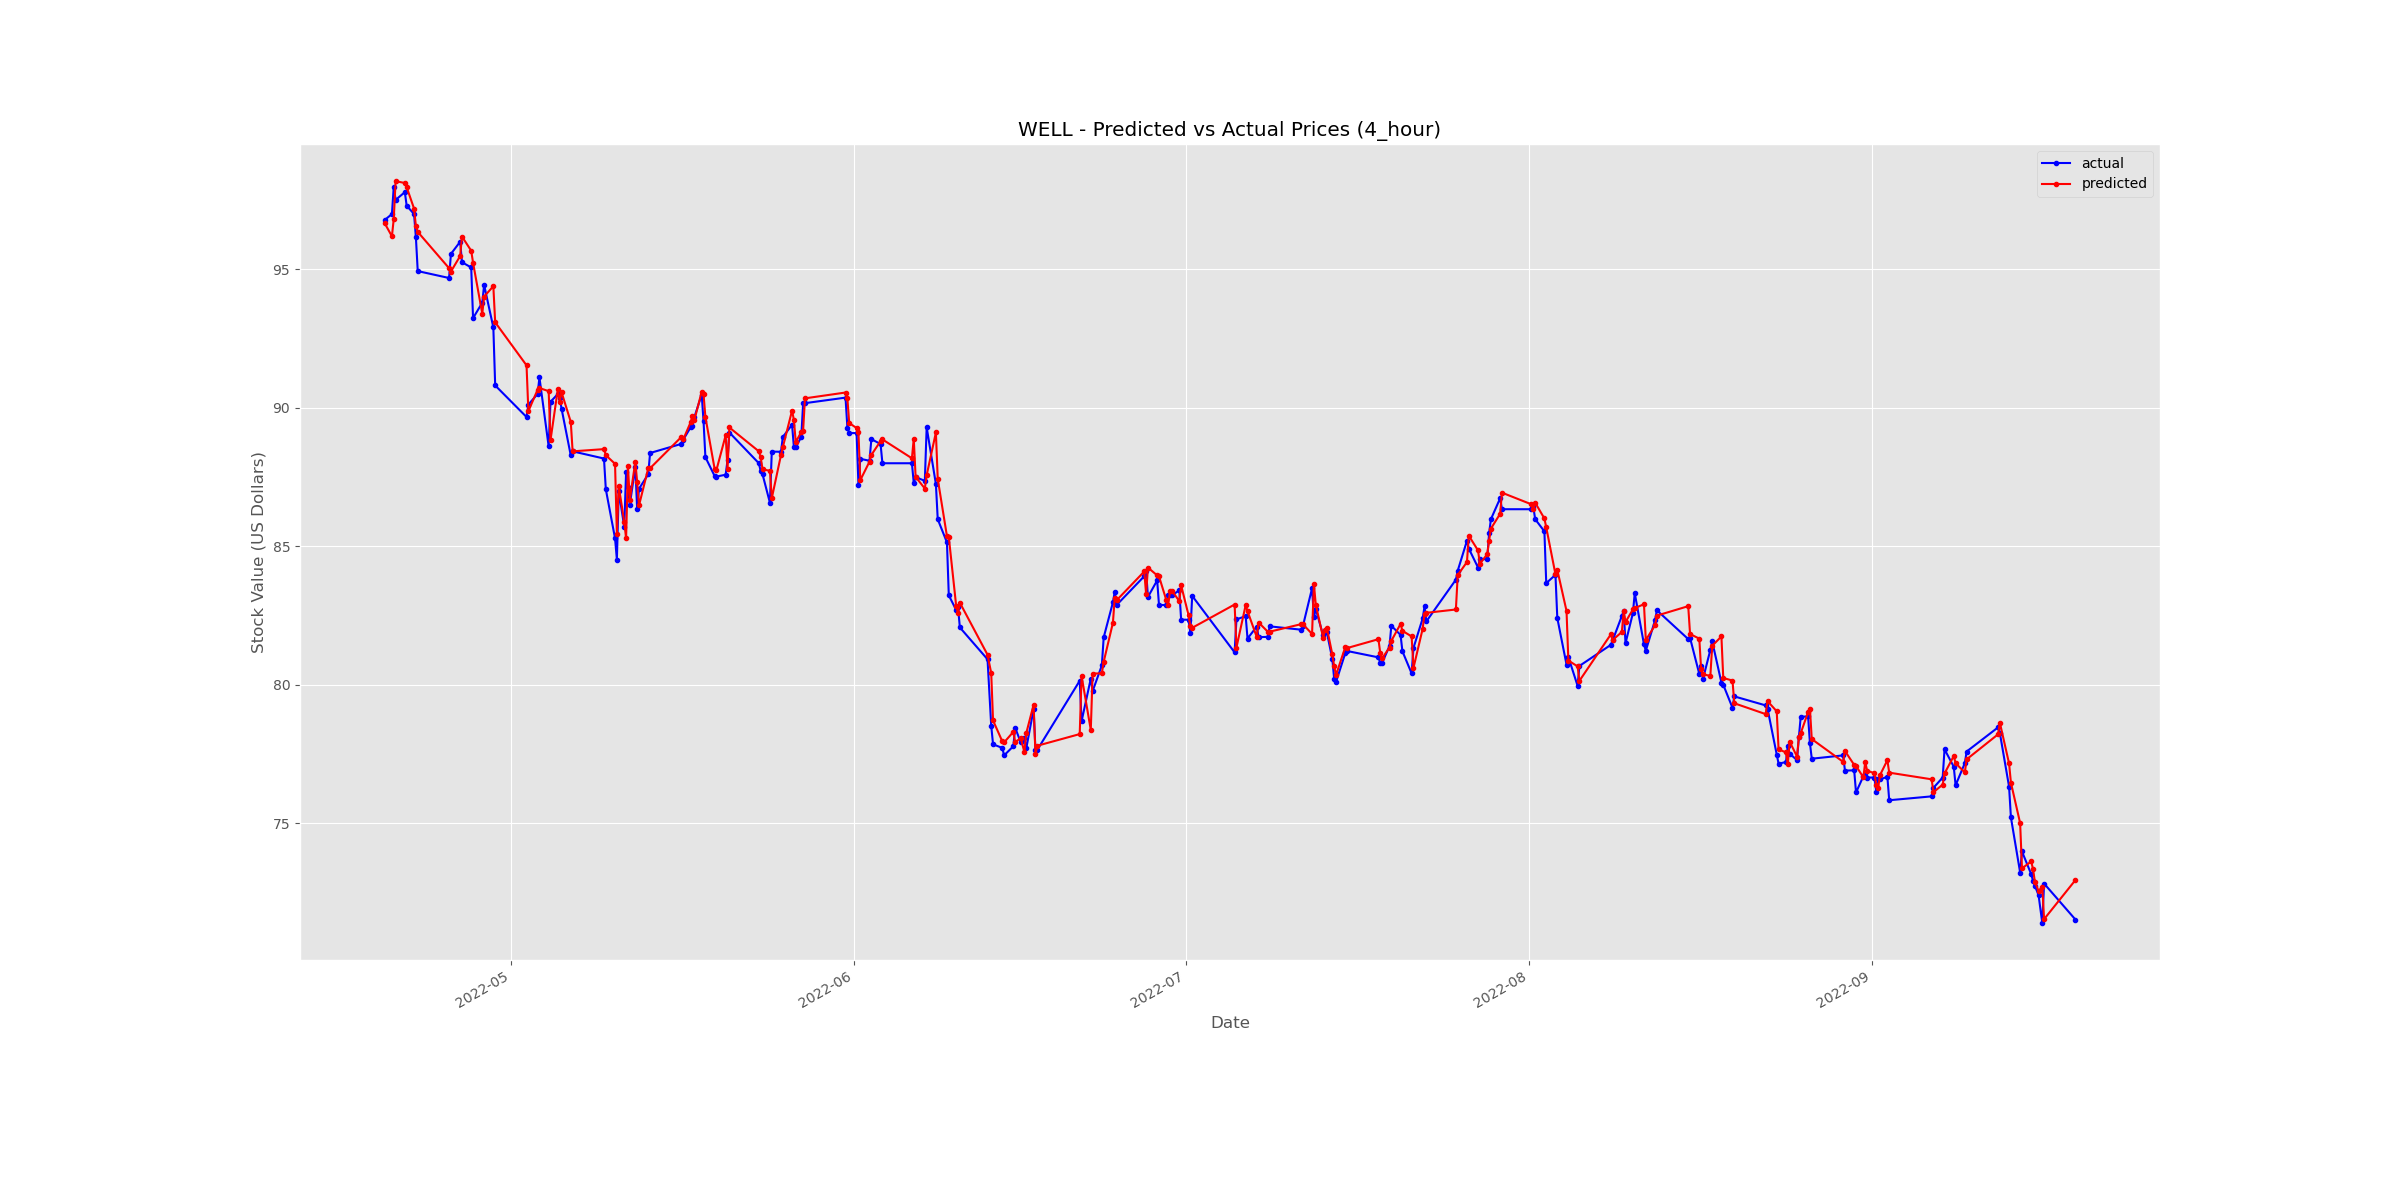 WELL - Predicted vs Actual Prices (4_hour)
actual
predicted
Stock Value (US Dollars)
95
90
85
80
75
2022-05
2022-06
2022-07
2022-08
2022-09
Date